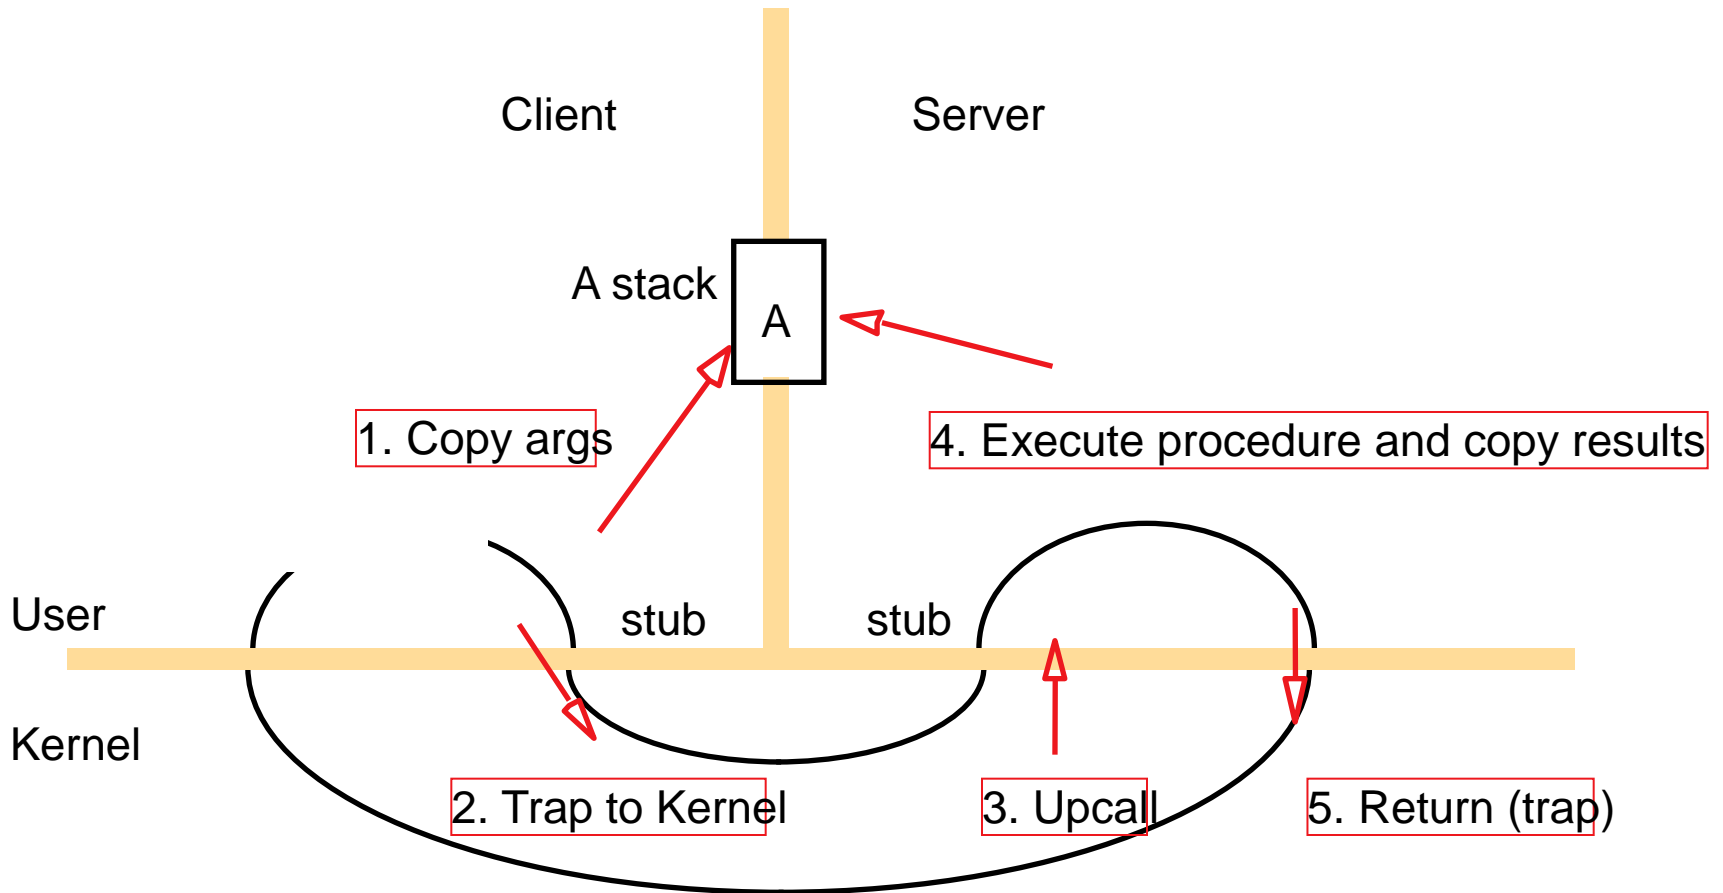 Client
Server
A stack
A
1. Copy args
4. Execute procedure and copy results
User
stub
stub
Kernel
2. Trap to Kernel
3. Upcall
5. Return (trap)